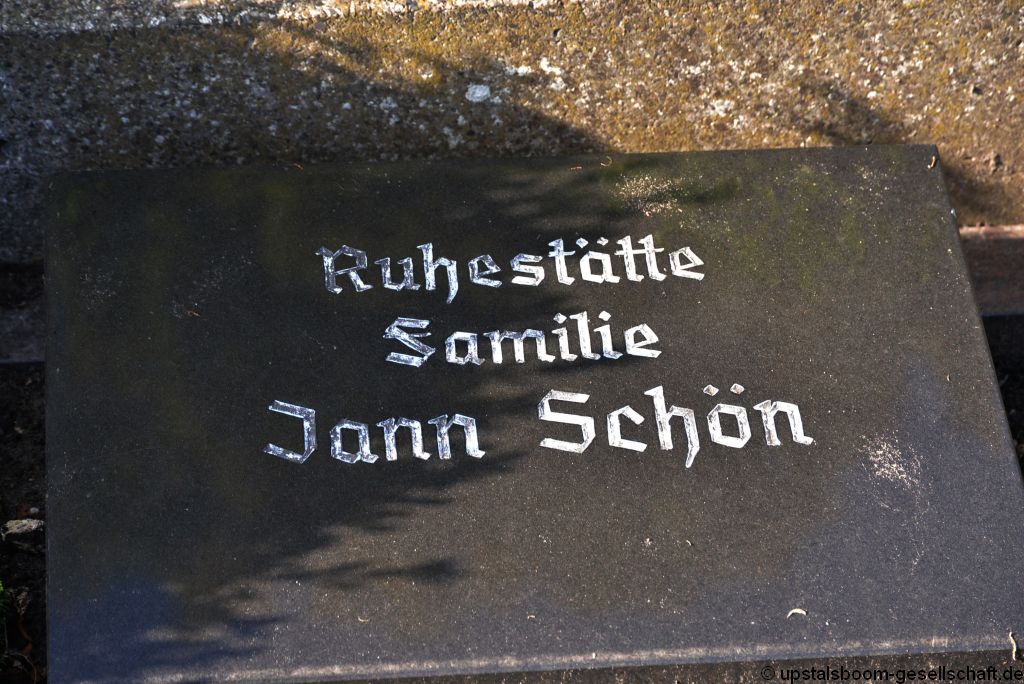 Ruhestätte
Familie
Jann Schön
© upstalsboom-gesellschaft.de